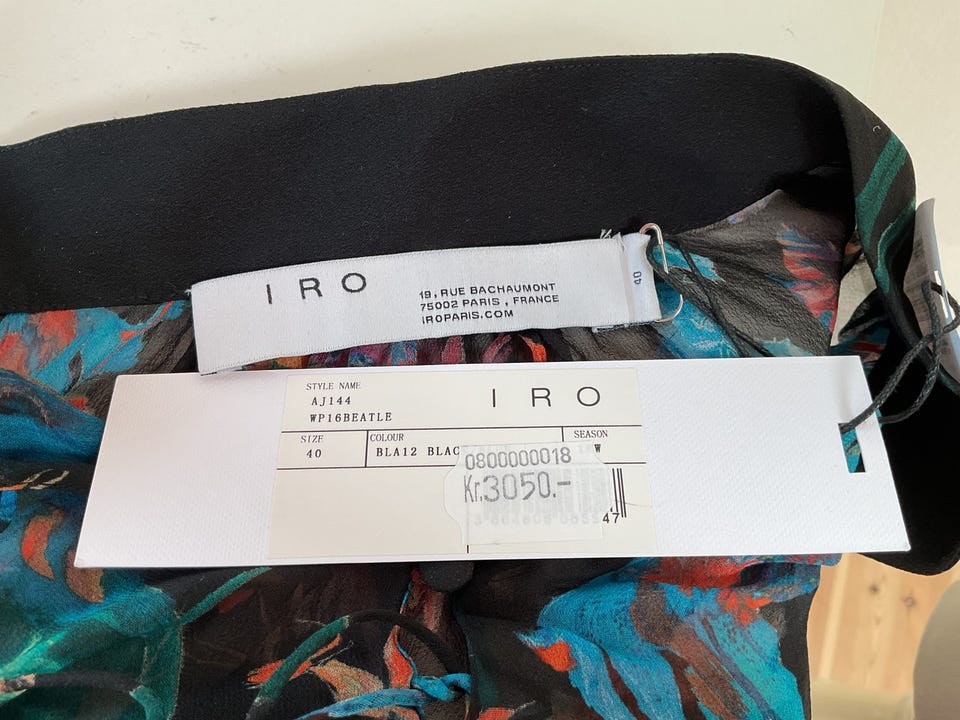 IRO
19, RUE BACHAUMONT
75002 PARIS , FRANCE
IROPARIS.COM
40
STYLE NAME
AJ144
WP16BEATLE
IRO
SIZE
40
COLOUR
BLA12
SEASON
0800000018
Kr.3050.-
47